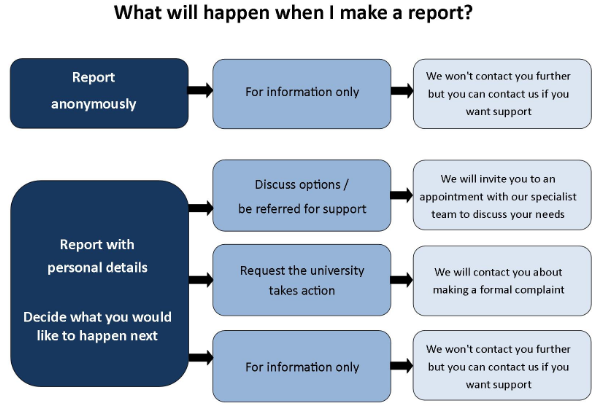 What will happen when I make a report?
Report
anonymously
For information only
We won't contact you further
but you can contact us if you
want support
Report with
personal details
Decide what you would
like to happen next
Discuss options /
be referred for support
We will invite you to an
appointment with our specialist
team to discuss your needs
Request the university
takes action
We will contact you about
making a formal complaint
For information only
We won't contact you further
but you can contact us if you
want support